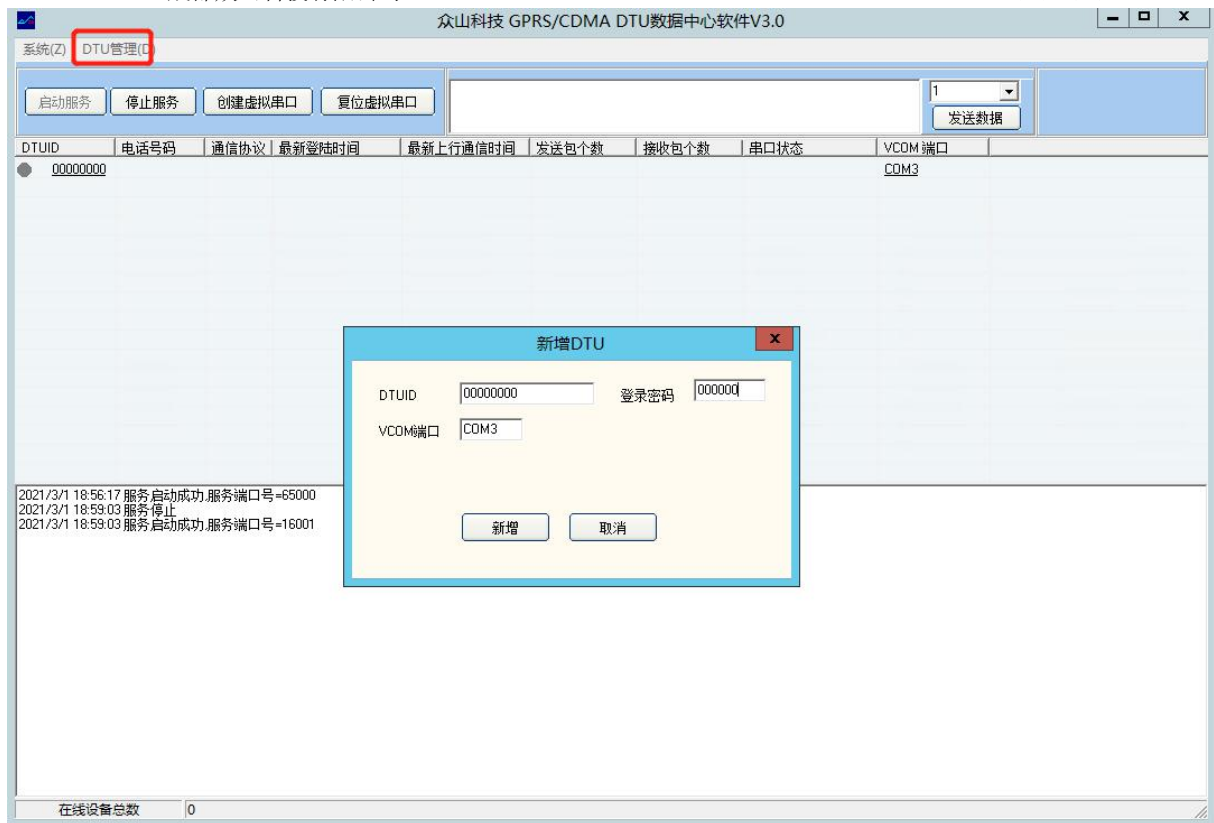 众山科技 GPRS/CDMA DTU数据中心软件V3.0
系统(Z) DTU管理(D)
启动服务 停止服务 创建虚拟串口 复位虚拟串口 1
发送数据
DTUID 电话号码 通信协议 最新登陆时间 最新上行通信时间 发送包个数 接收包个数 串口状态 VCOM 端口
00000000 COM3
新增DTU
DTUID 00000000 登录密码 000000
VCOM端口 COM3
新增 取消
2021/3/1 18:56:17 服务启动成功,服务端口号=65000
2021/3/1 18:59:03 服务停止
2021/3/1 18:59:03 服务启动成功,服务端口号=16001
在线设备总数 0